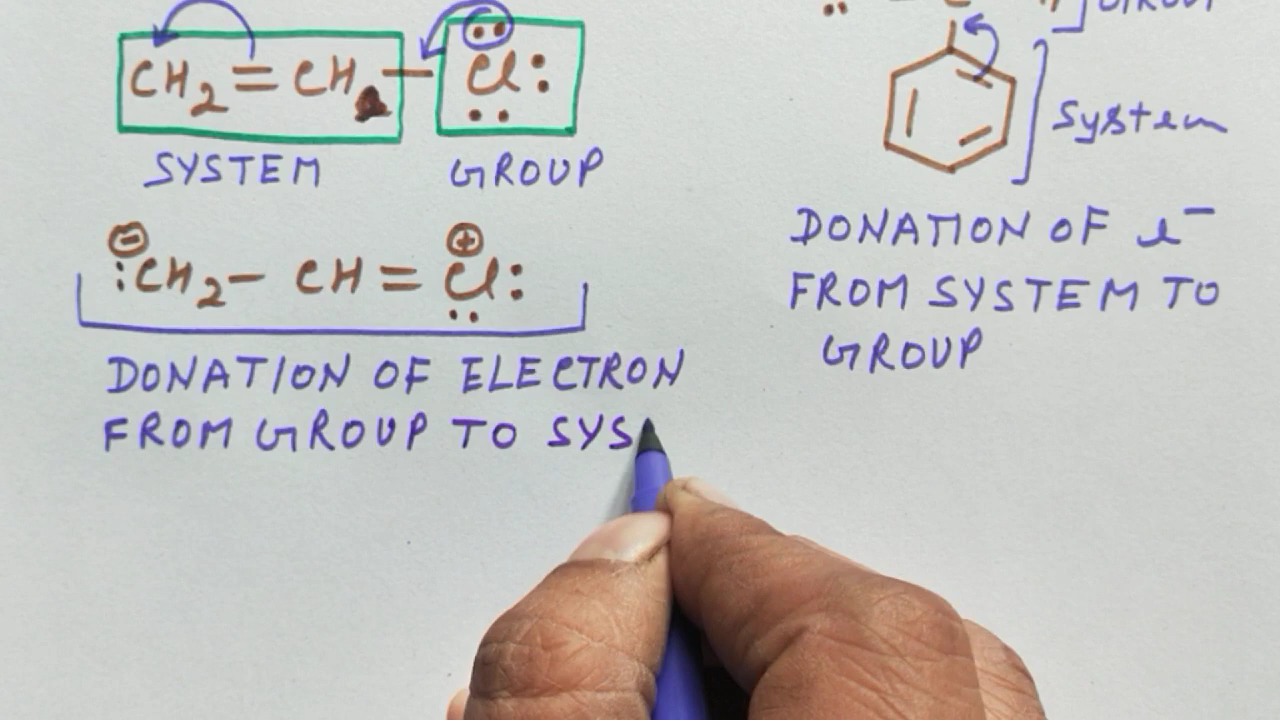 CH₂=CH—C̈l:
SYSTEM GROUP
⊖ ⊕
:CH₂— CH=Cl:
DONATION OF ELECTRON
FROM GROUP TO SYS
System
DONATION OF e⁻
FROM SYSTEM TO
GROUP